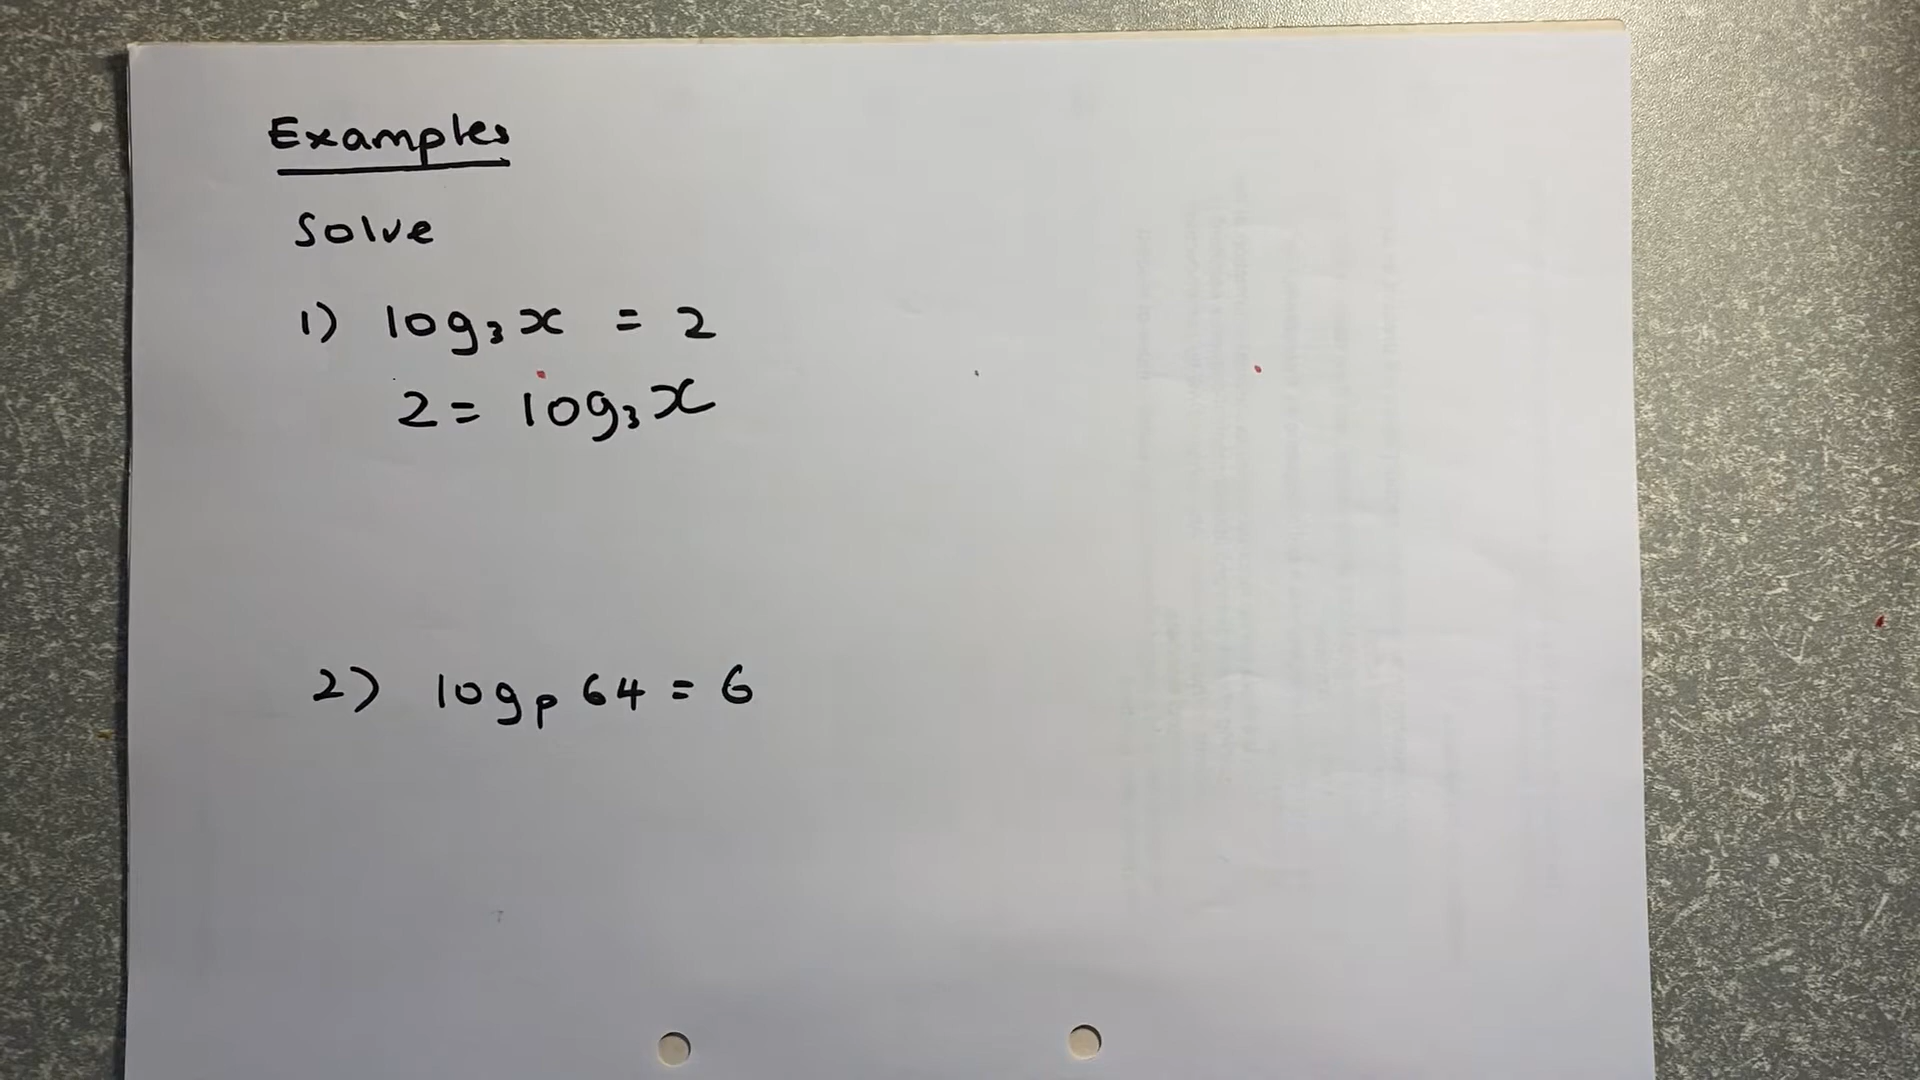 Examples
Solve
1) log₃x = 2
2 = log₃x
2) logₚ64 = 6